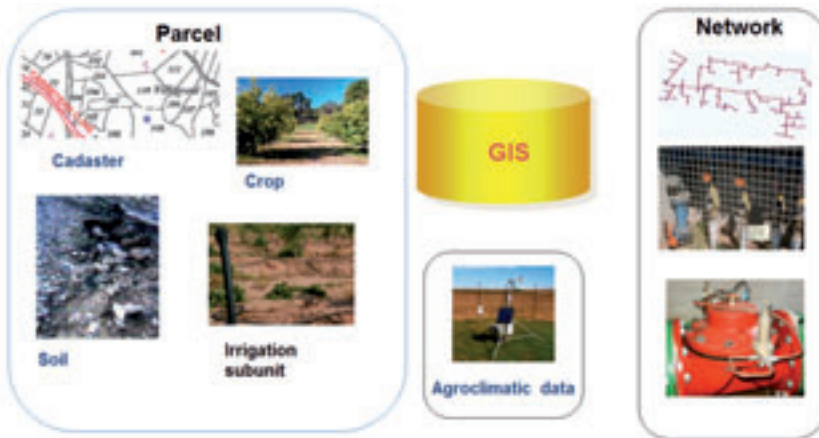 Parcel
Network
Cadaster
Crop
GIS
Soil
Irrigation
subunit
Agroclimatic data